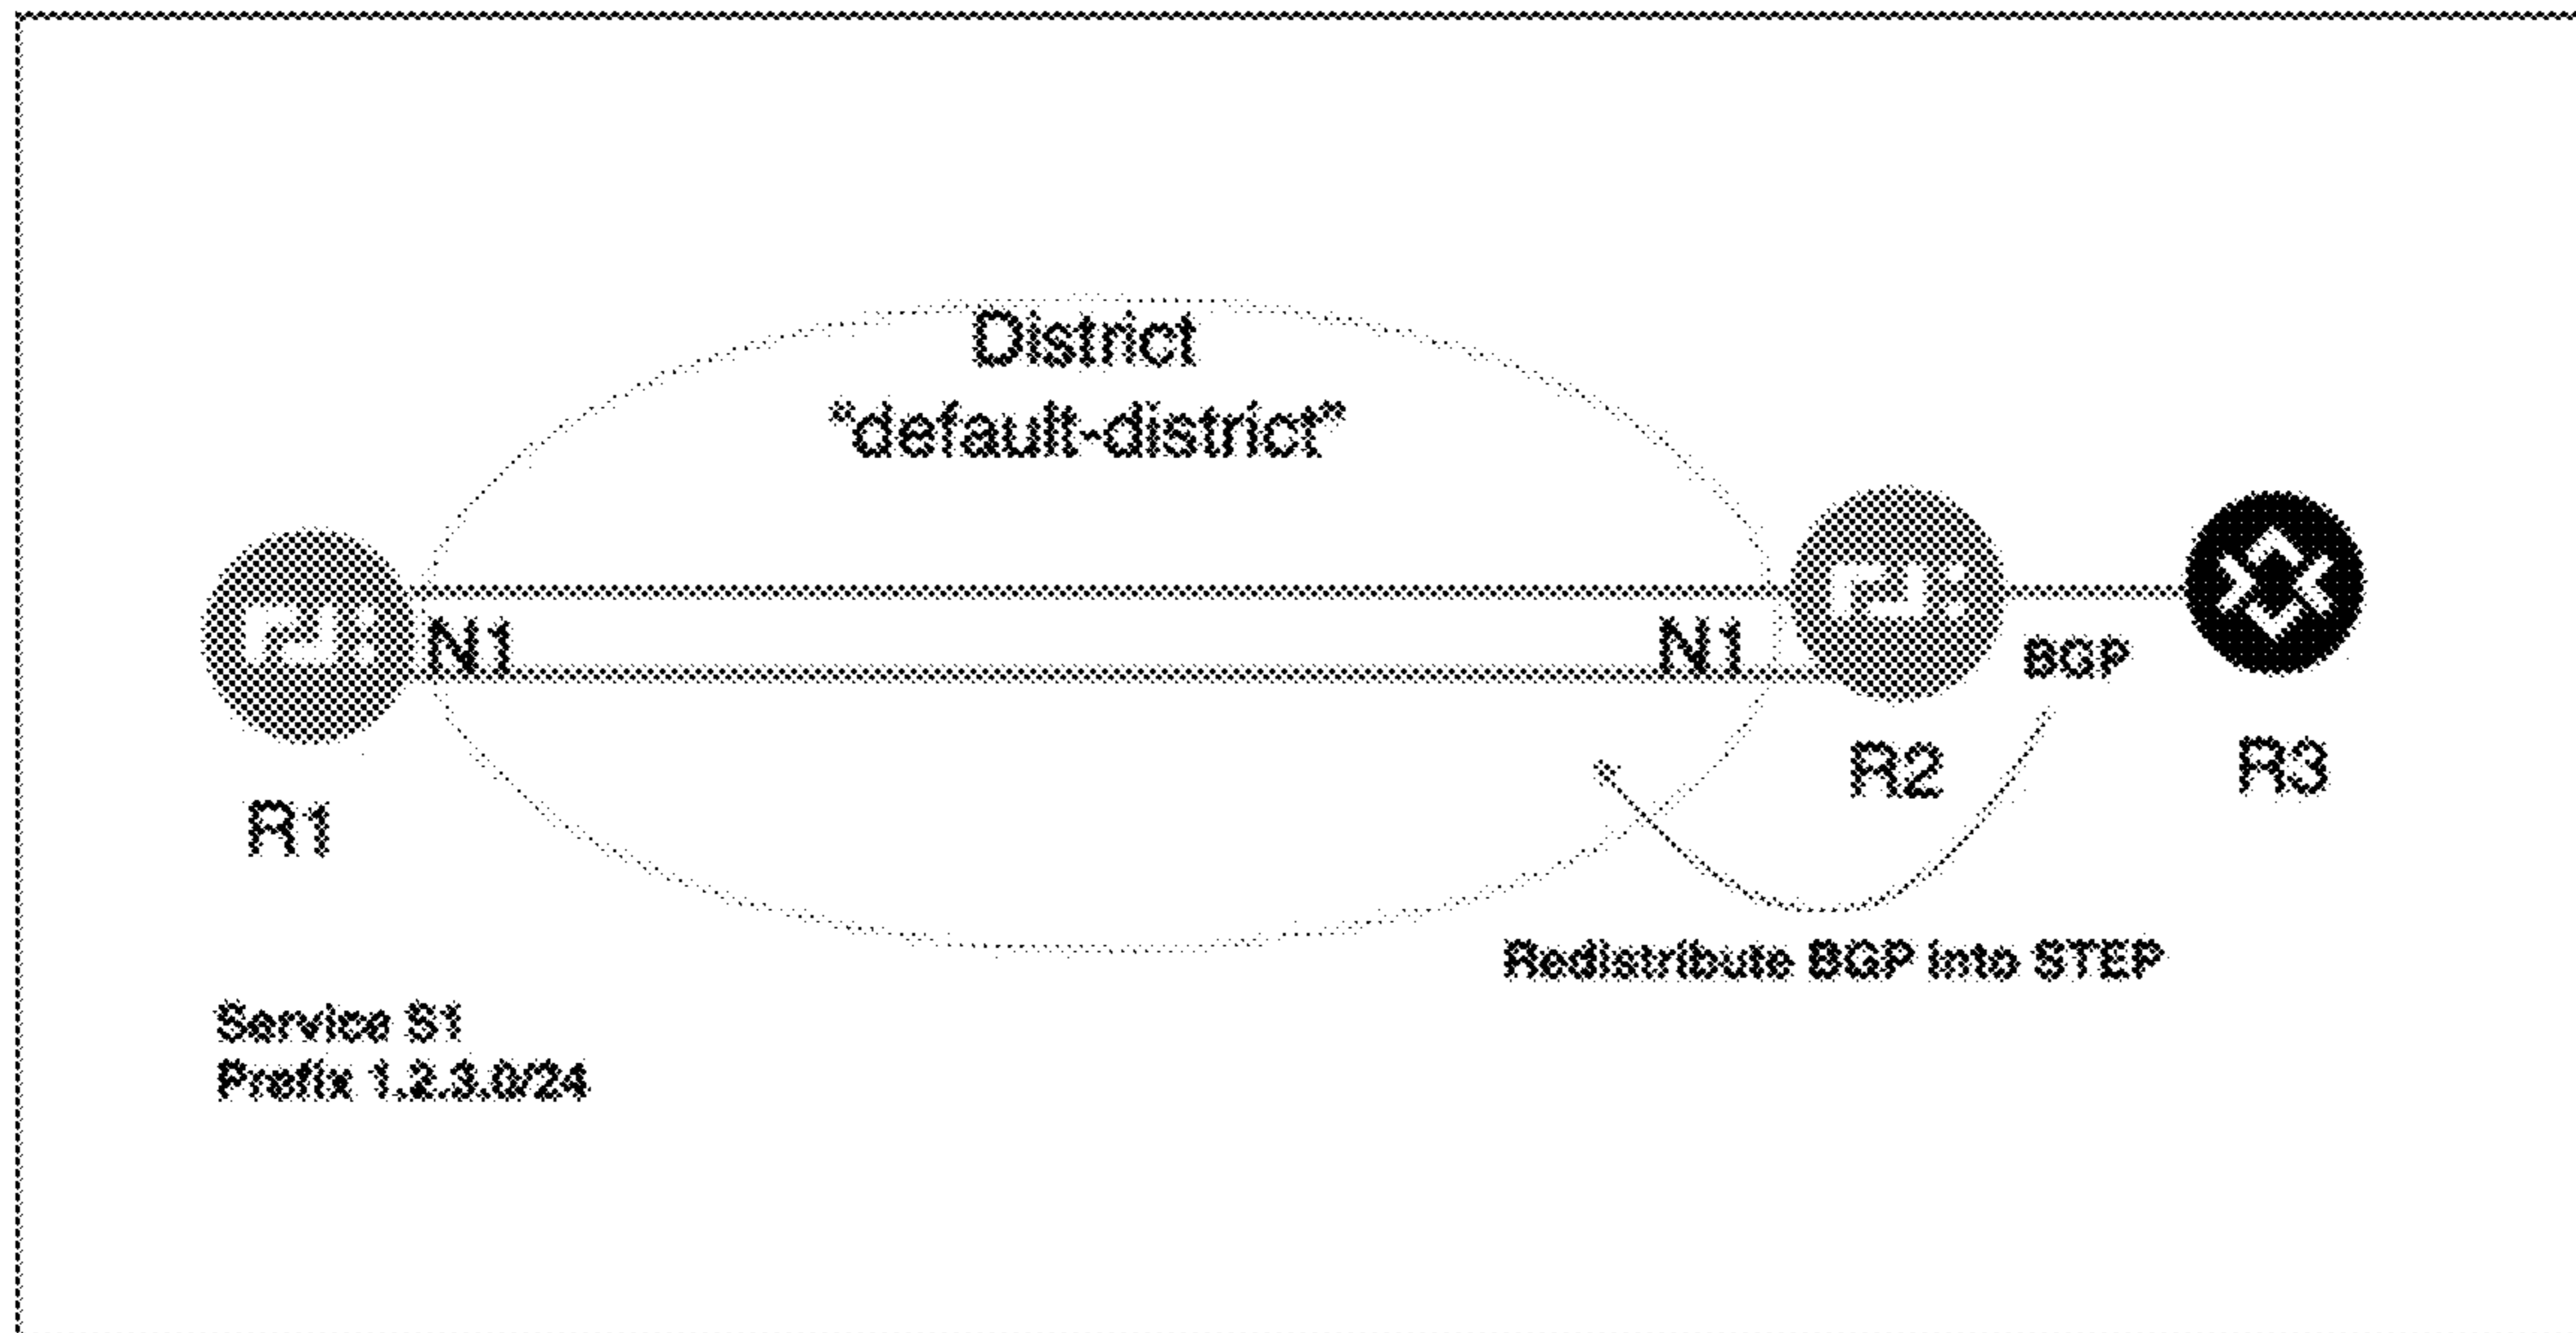 District
“default-district”
N1
N1
BGP
R1
R2
R3
Redistribute BGP into STEP
Service S1
Prefix 1.2.3.0/24